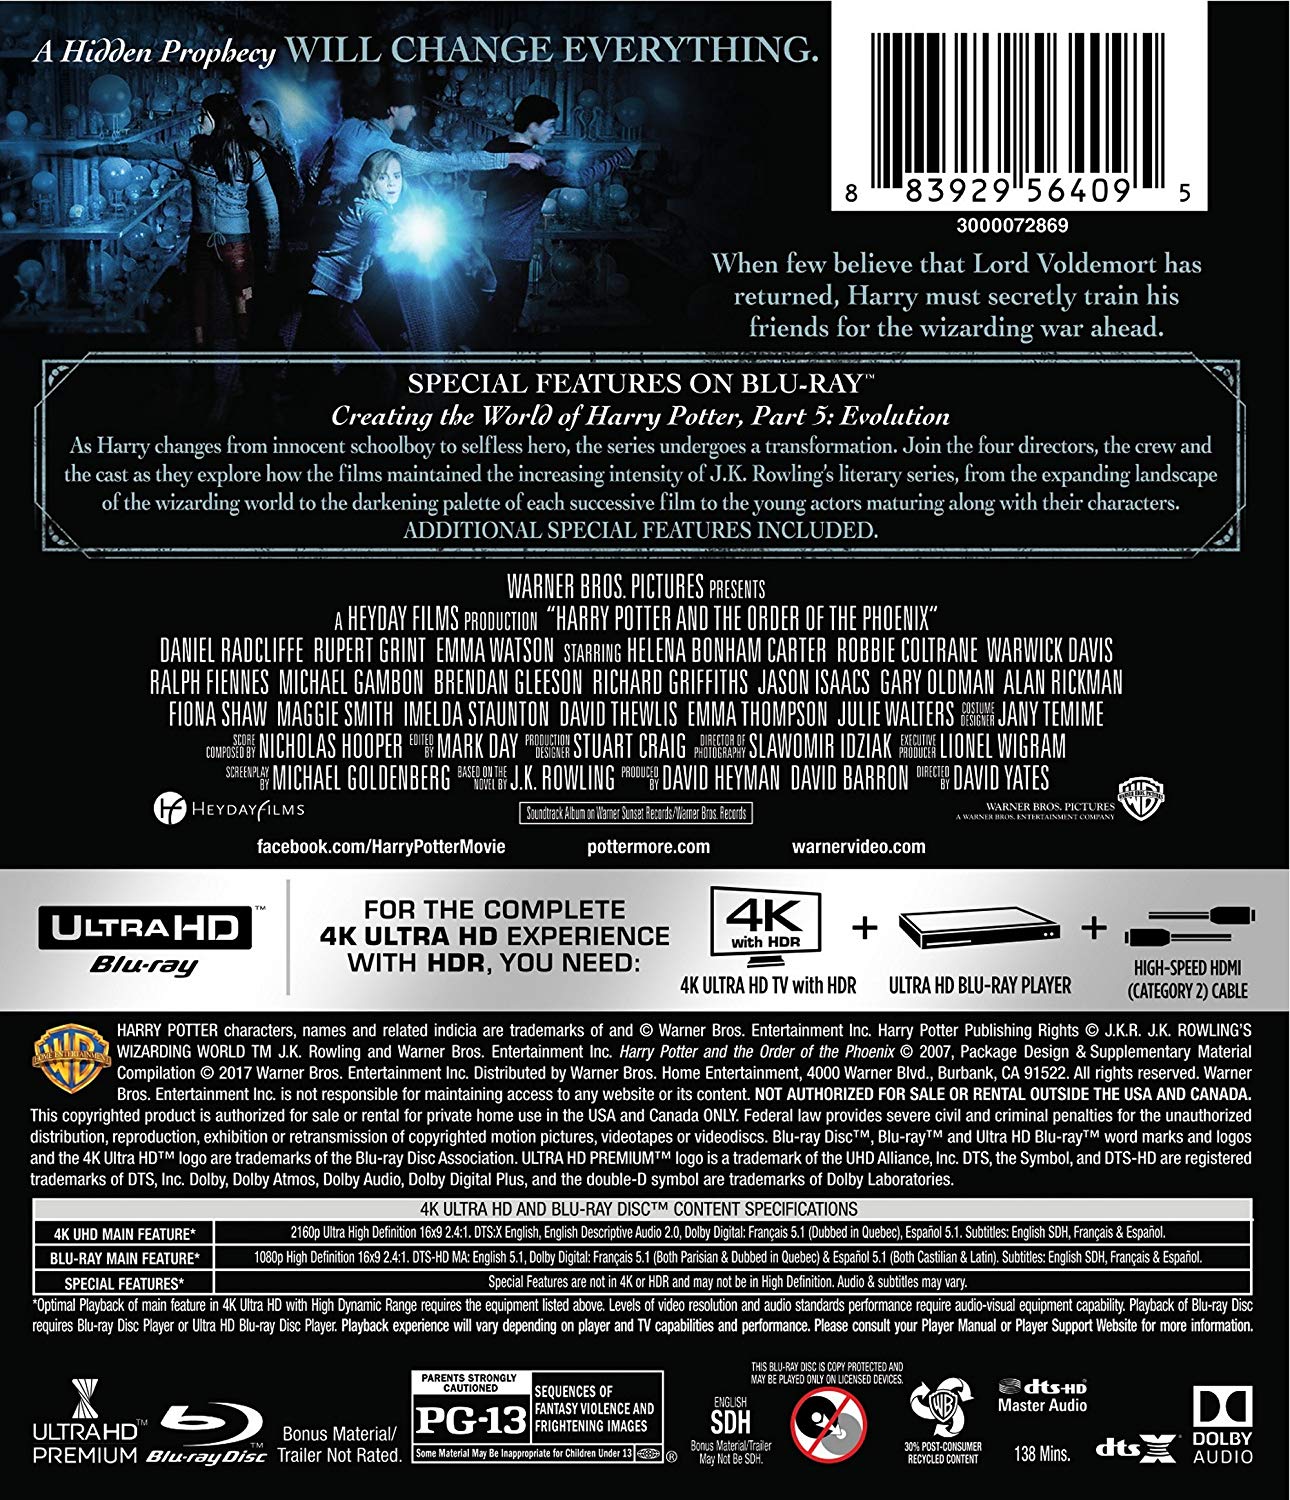 A Hidden Prophecy WILL CHANGE EVERYTHING.
8 83929 56409 5
3000072869
When few believe that Lord Voldemort has
returned, Harry must secretly train his
friends for the wizarding war ahead.
SPECIAL FEATURES ON BLU-RAY™
Creating the World of Harry Potter, Part 5: Evolution
As Harry changes from innocent schoolboy to selfless hero, the series undergoes a transformation. Join the four directors, the crew and
the cast as they explore how the films maintained the increasing intensity of J.K. Rowling's literary series, from the expanding landscape
of the wizarding world to the darkening palette of each successive film to the young actors maturing along with their characters.
ADDITIONAL SPECIAL FEATURES INCLUDED.
WARNER BROS. PICTURES PRESENTS
A HEYDAY FILMS PRODUCTION "HARRY POTTER AND THE ORDER OF THE PHOENIX"
DANIEL RADCLIFFE RUPERT GRINT EMMA WATSON STARRING HELENA BONHAM CARTER ROBBIE COLTRANE WARWICK DAVIS
RALPH FIENNES MICHAEL GAMBON BRENDAN GLEESON RICHARD GRIFFITHS JASON ISAACS GARY OLDMAN ALAN RICKMAN
FIONA SHAW MAGGIE SMITH IMELDA STAUNTON DAVID THEWLIS EMMA THOMPSON JULIE WALTERS COSTUME DESIGNER JANY TEMIME
SCORE COMPOSED BY NICHOLAS HOOPER EDITED BY MARK DAY PRODUCTION DESIGNER STUART CRAIG DIRECTOR OF PHOTOGRAPHY SLAWOMIR IDZIAK EXECUTIVE PRODUCER LIONEL WIGRAM
SCREENPLAY BY MICHAEL GOLDENBERG BASED ON THE NOVEL BY J.K. ROWLING PRODUCED BY DAVID HEYMAN DAVID BARRON DIRECTED BY DAVID YATES
HEYDAY FILMS
Soundtrack Album on Warner Sunset Records/Warner Bros. Records
WARNER BROS. PICTURES
A WARNER BROS. ENTERTAINMENT COMPANY
facebook.com/HarryPotterMovie pottermore.com warnervideo.com
ULTRA HD™
Blu-ray
FOR THE COMPLETE
4K ULTRA HD EXPERIENCE
WITH HDR, YOU NEED:
4K
with HDR
+ +
4K ULTRA HD TV with HDR
ULTRA HD BLU-RAY PLAYER
HIGH-SPEED HDMI
(CATEGORY 2) CABLE
WB HOME ENTERTAINMENT
HARRY POTTER characters, names and related indicia are trademarks of and © Warner Bros. Entertainment Inc. Harry Potter Publishing Rights © J.K.R. J.K. ROWLING'S
WIZARDING WORLD TM J.K. Rowling and Warner Bros. Entertainment Inc. Harry Potter and the Order of the Phoenix © 2007, Package Design & Supplementary Material
Compilation © 2017 Warner Bros. Entertainment Inc. Distributed by Warner Bros. Home Entertainment, 4000 Warner Blvd., Burbank, CA 91522. All rights reserved. Warner
Bros. Entertainment Inc. is not responsible for maintaining access to any website or its content. NOT AUTHORIZED FOR SALE OR RENTAL OUTSIDE THE USA AND CANADA.
This copyrighted product is authorized for sale or rental for private home use in the USA and Canada ONLY. Federal law provides severe civil and criminal penalties for the unauthorized
distribution, reproduction, exhibition or retransmission of copyrighted motion pictures, videotapes or videodiscs. Blu-ray Disc™, Blu-ray™ and Ultra HD Blu-ray™ word marks and logos
and the 4K Ultra HD™ logo are trademarks of the Blu-ray Disc Association. ULTRA HD PREMIUM™ logo is a trademark of the UHD Alliance, Inc. DTS, the Symbol, and DTS-HD are registered
trademarks of DTS, Inc. Dolby, Dolby Atmos, Dolby Audio, Dolby Digital Plus, and the double-D symbol are trademarks of Dolby Laboratories.
4K ULTRA HD AND BLU-RAY DISC™ CONTENT SPECIFICATIONS
4K UHD MAIN FEATURE* 2160p Ultra High Definition 16x9 2.4:1. DTS:X English, English Descriptive Audio 2.0, Dolby Digital: Français 5.1 (Dubbed in Quebec), Español 5.1. Subtitles: English SDH, Français & Español.
BLU-RAY MAIN FEATURE* 1080p High Definition 16x9 2.4:1. DTS-HD MA: English 5.1, Dolby Digital: Français 5.1 (Both Parisian & Dubbed in Quebec) & Español 5.1 (Both Castilian & Latin). Subtitles: English SDH, Français & Español.
SPECIAL FEATURES* Special Features are not in 4K or HDR and may not be in High Definition. Audio & subtitles may vary.
*Optimal Playback of main feature in 4K Ultra HD with High Dynamic Range requires the equipment listed above. Levels of video resolution and audio standards performance require audio-visual equipment capability. Playback of Blu-ray Disc
requires Blu-ray Disc Player or Ultra HD Blu-ray Disc Player. Playback experience will vary depending on player and TV capabilities and performance. Please consult your Player Manual or Player Support Website for more information.
ULTRA HD™
PREMIUM
Blu-ray Disc™
Bonus Material/
Trailer Not Rated.
PARENTS STRONGLY
CAUTIONED
PG-13
SEQUENCES OF
FANTASY VIOLENCE AND
FRIGHTENING IMAGES
Some Material May Be Inappropriate for Children Under 13
®
ENGLISH
SDH
Bonus Material/Trailer
May Not Be SDH.
THIS BLU-RAY DISC IS COPY PROTECTED AND
MAY BE PLAYED ONLY ON LICENSED DEVICES.
WB
30% POST-CONSUMER
RECYCLED CONTENT
dts-HD
Master Audio
138 Mins.
dts X
DOLBY
AUDIO